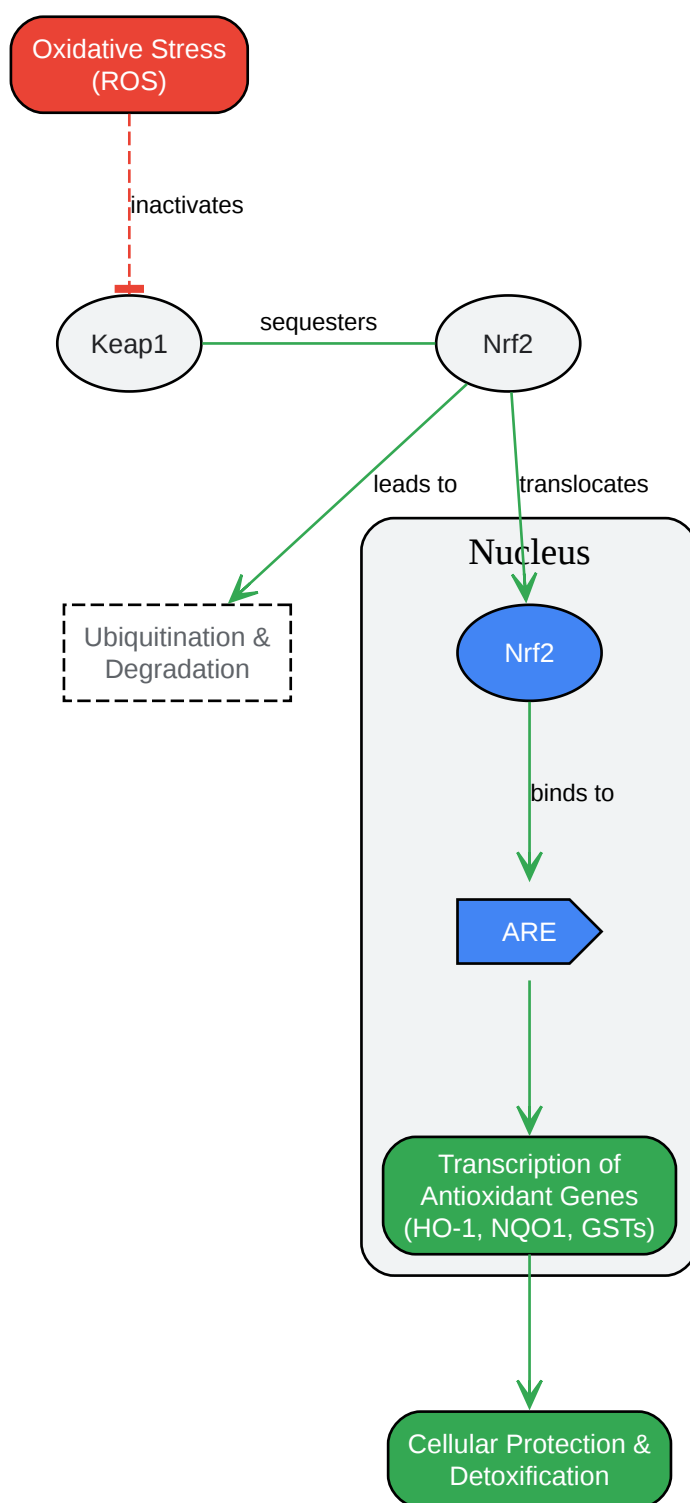 Oxidative Stress
(ROS)
inactivates
Keap1
sequesters
Nrf2
leads to
translocates
Nucleus
Ubiquitination &
Degradation
Nrf2
binds to
ARE
Transcription of
Antioxidant Genes
(HO-1, NQO1, GSTs)
Cellular Protection &
Detoxification